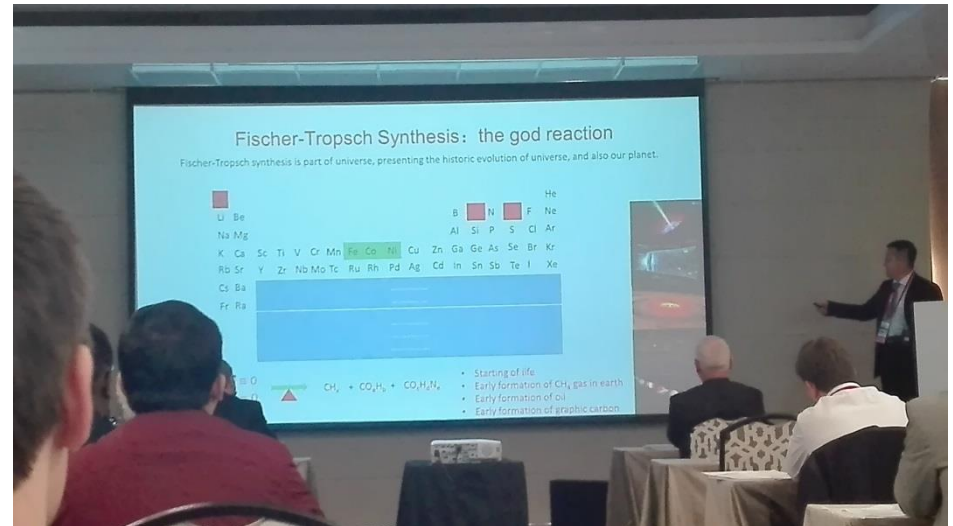 Fischer-Tropsch Synthesis: the god reaction
Fischer-Tropsch synthesis is part of universe, presenting the historic evolution of universe, and also our planet.
He
Li Be B N F Ne
Na Mg Al Si P S Cl Ar
K Ca Sc Ti V Cr Mn Fe Co Ni Cu Zn Ga Ge As Se Br Kr
Rb Sr Y Zr Nb Mo Tc Ru Rh Pd Ag Cd In Sn Sb Te I Xe
Cs Ba
Fr Ra
= 0
CHₓ + COₐHᵦ + COᵧHₓNᵧ
• Starting of life
• Early formation of CH₄ gas in earth
• Early formation of oil
• Early formation of graphic carbon